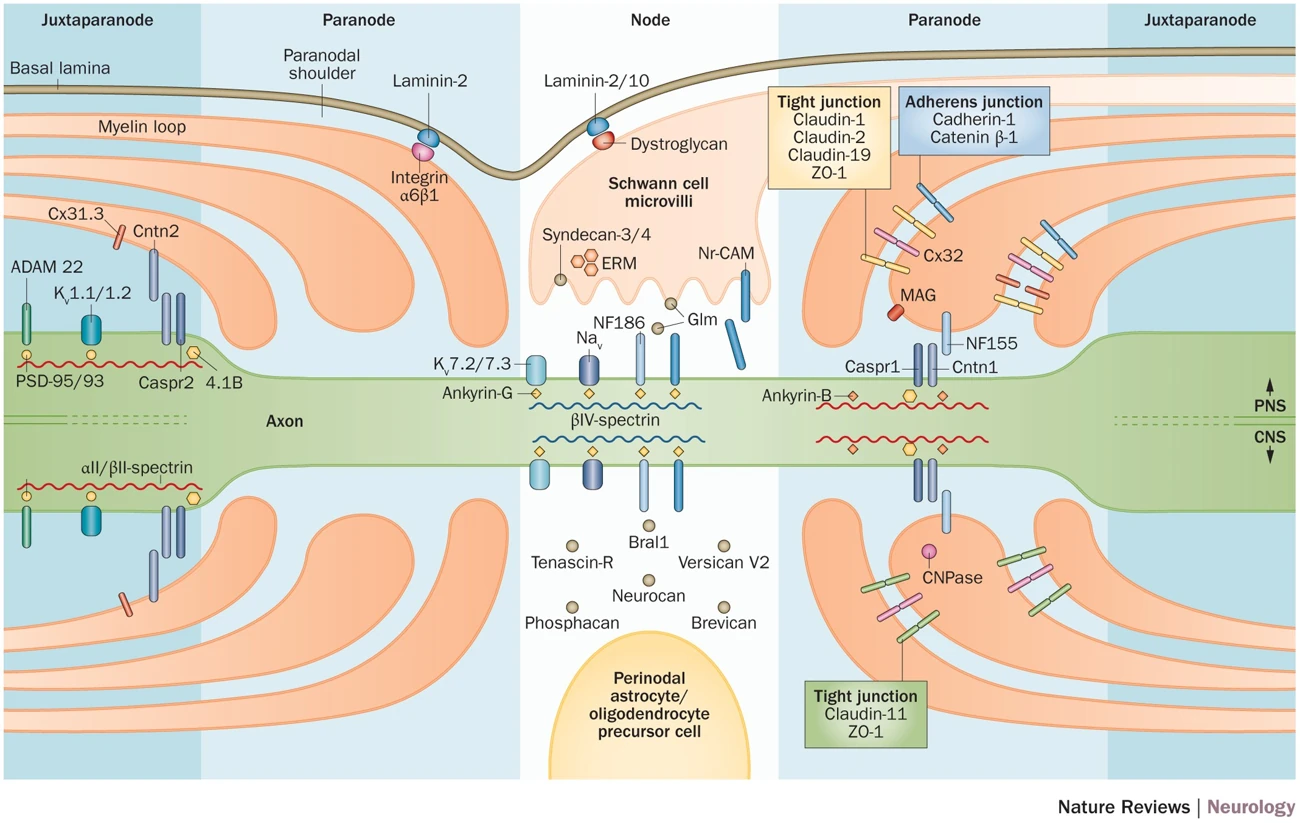 Juxtaparanode
Paranode
Node
Paranode
Juxtaparanode
Basal lamina
Paranodal
shoulder
Laminin-2
Laminin-2/10
Myelin loop
Dystroglycan
Integrin
α6β1
Schwann cell
microvilli
Tight junction
Claudin-1
Claudin-2
Claudin-19
ZO-1
Adherens junction
Cadherin-1
Catenin β-1
Cx31.3
Cntn2
Syndecan-3/4
ERM
Nr-CAM
Cx32
ADAM 22
Kv1.1/1.2
MAG
Glm
NF186
Nav
NF155
Kv7.2/7.3
Caspr1
Cntn1
PSD-95/93
Caspr2
4.1B
Ankyrin-G
Ankyrin-B
PNS
Axon
βIV-spectrin
CNS
αII/βII-spectrin
Bral1
Tenascin-R
Versican V2
CNPase
Neurocan
Phosphacan
Brevican
Perinodal
astrocyte/
oligodendrocyte
precursor cell
Tight junction
Claudin-11
ZO-1
Nature Reviews | Neurology